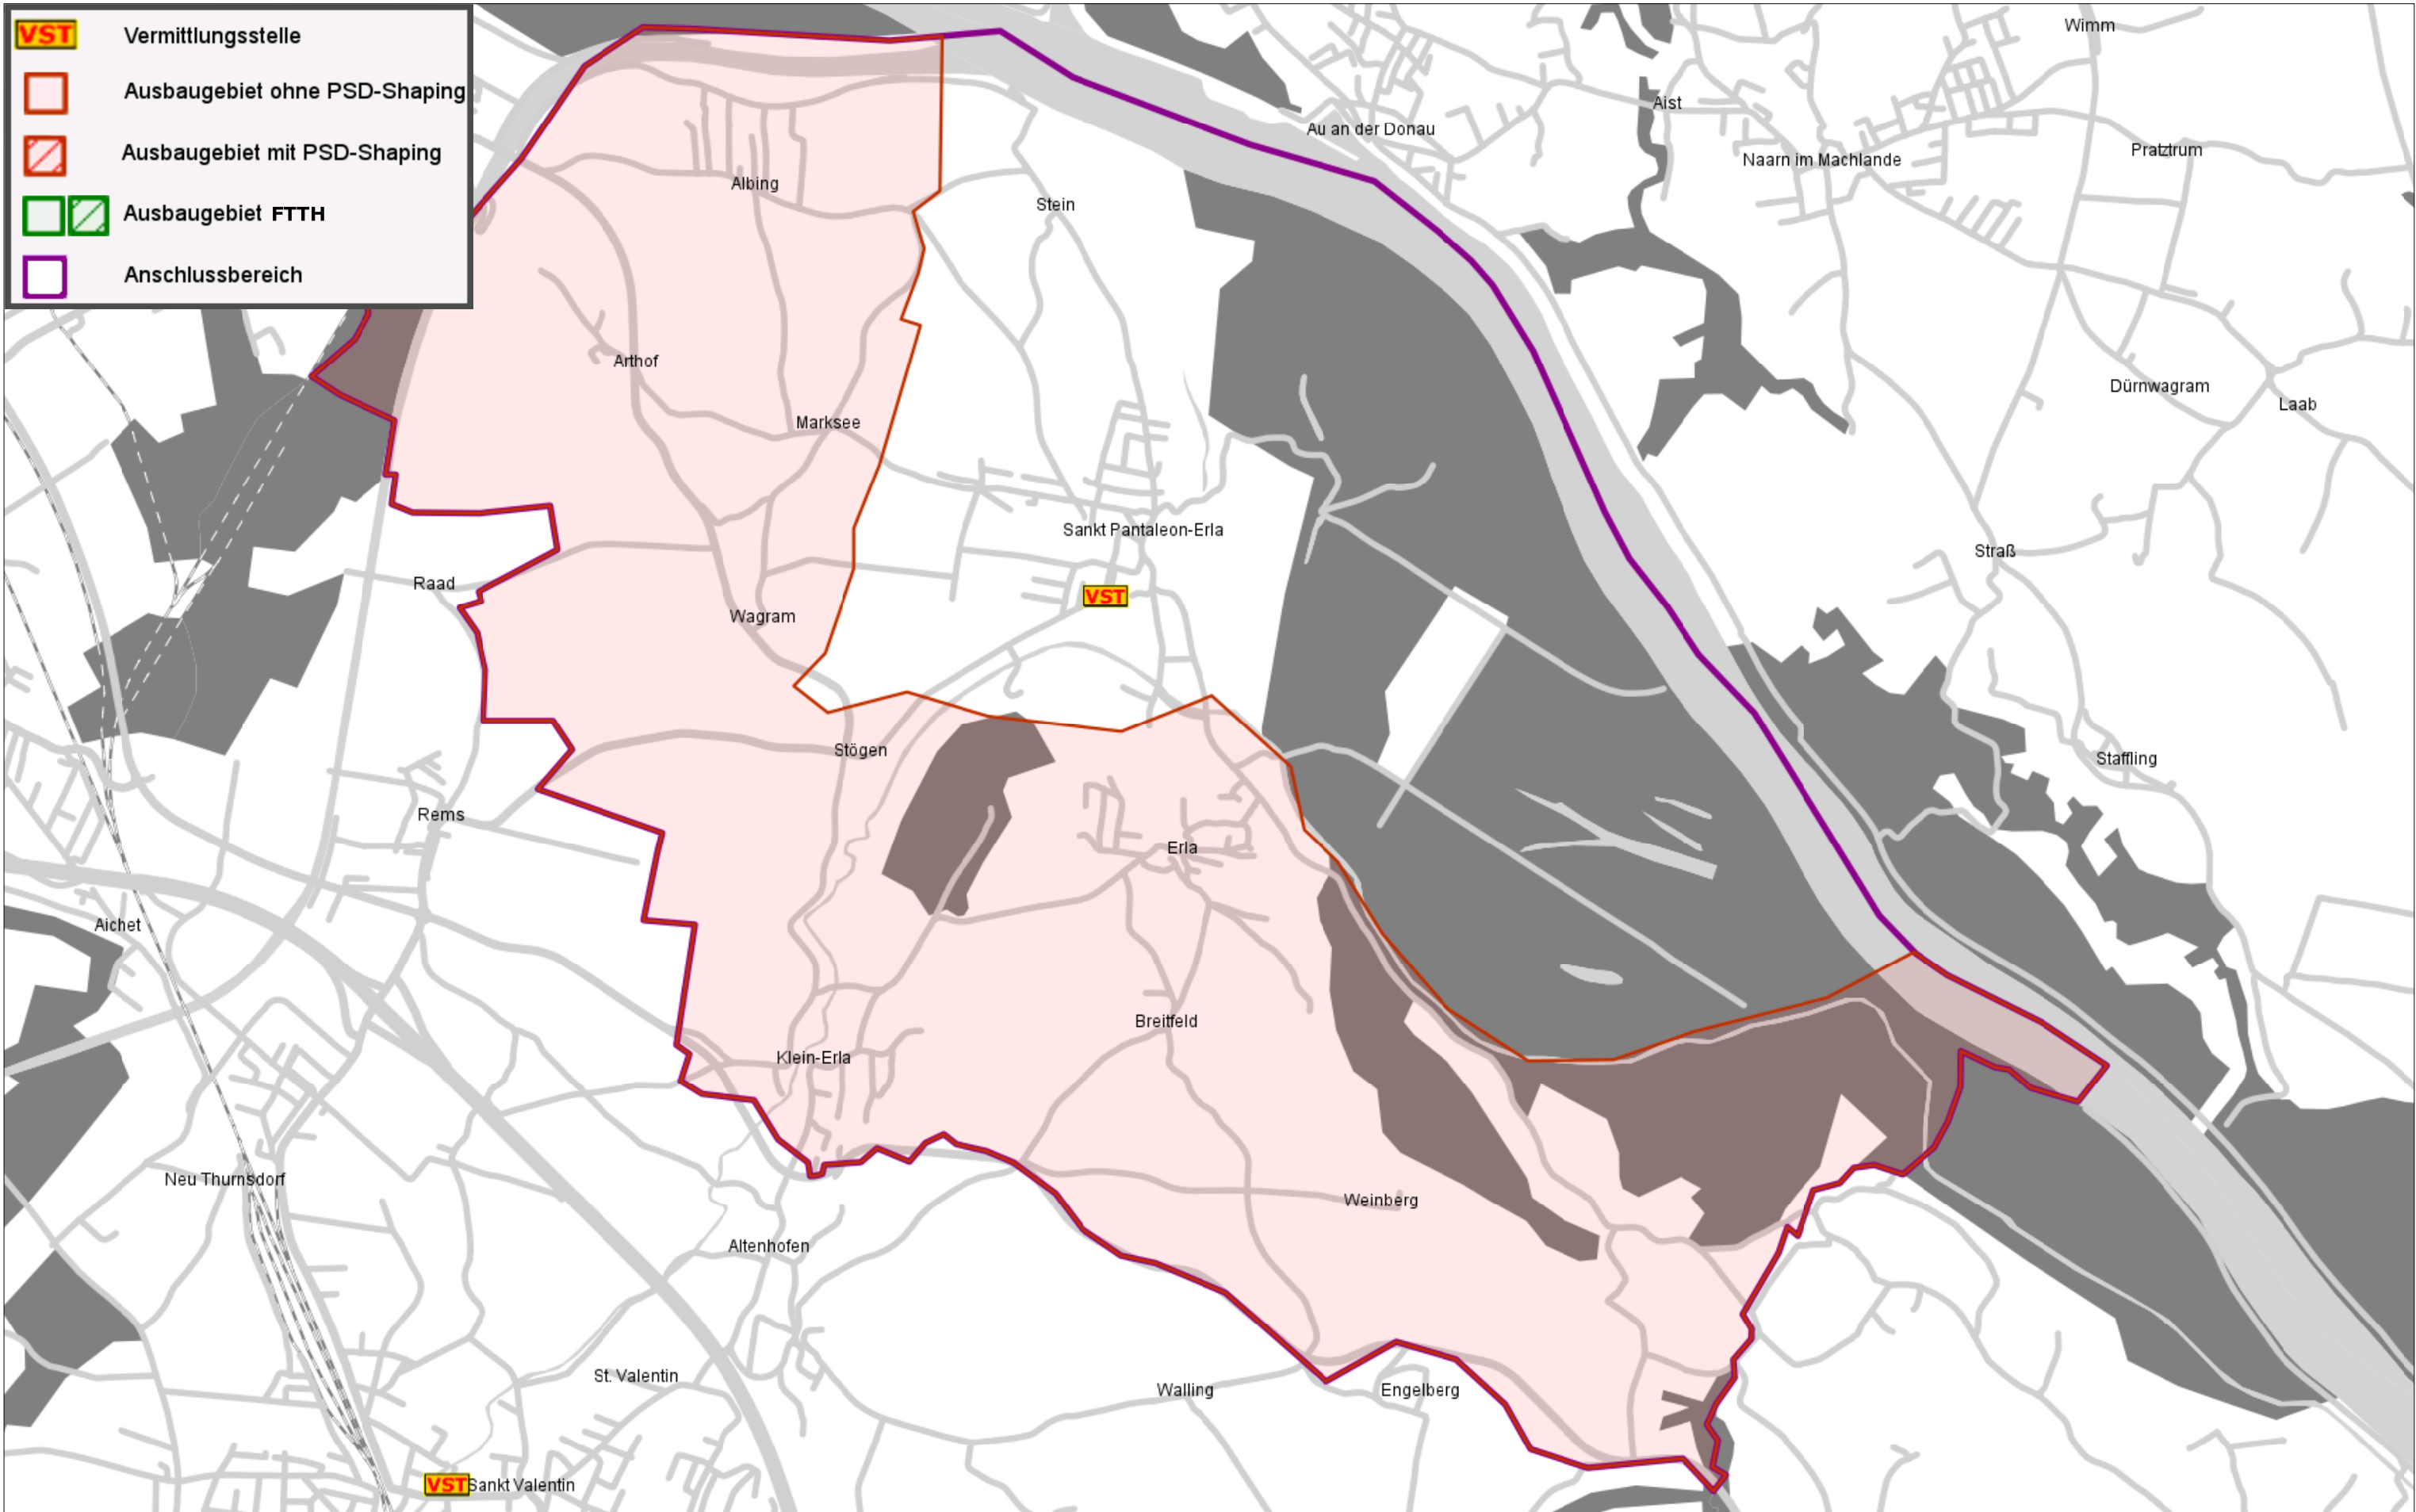 VST Vermittlungsstelle
Ausbaugebiet ohne PSD-Shaping
Ausbaugebiet mit PSD-Shaping
Ausbaugebiet FTTH
Anschlussbereich
Wimm
Aist
Au an der Donau
Naarn im Machlande
Pratztrum
Albing
Stein
Arthof
Dürnwagram
Laab
Marksee
Sankt Pantaleon-Erla
Straß
Raad
VST
Wagram
Stögen
Staffling
Rems
Erla
Aichet
Breitfeld
Klein-Erla
Neu Thurnsdorf
Weinberg
Altenhofen
St. Valentin
Walling
Engelberg
VST Sankt Valentin